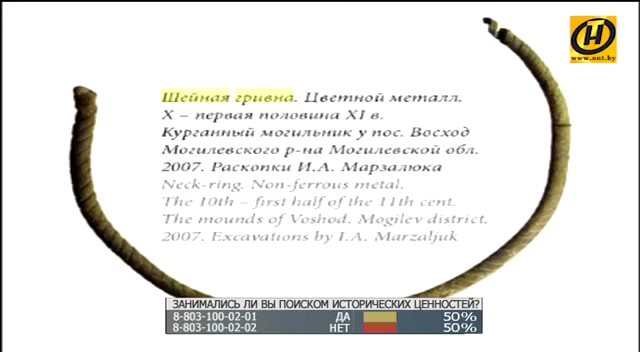 www.ont.by
Шейная гривна. Цветной металл.
X – первая половина XI в.
Курганный могильник у пос. Восход
Могилевского р-на Могилевской обл.
2007. Раскопки И.А. Марзалюка
Neck-ring. Non-ferrous metal.
The 10th – first half of the 11th cent.
The mounds of Voshod. Mogilev district.
2007. Excavations by I.A. Marzaljuk
ЗАНИМАЛИСЬ ЛИ ВЫ ПОИСКОМ ИСТОРИЧЕСКИХ ЦЕННОСТЕЙ?
8-803-100-02-01 ДА 50%
8-803-100-02-02 НЕТ 50%